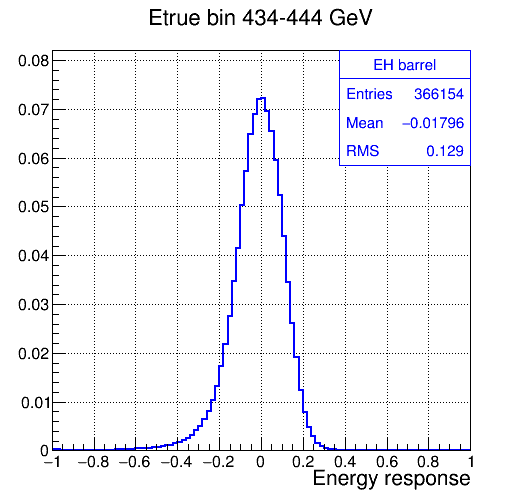 Etrue bin 434-444 GeV
EH barrel
Entries 366154
Mean −0.01796
RMS 0.129
0.08
0.07
0.06
0.05
0.04
0.03
0.02
0.01
0
−1 −0.8 −0.6 −0.4 −0.2 0 0.2 0.4 0.6 0.8 1
Energy response